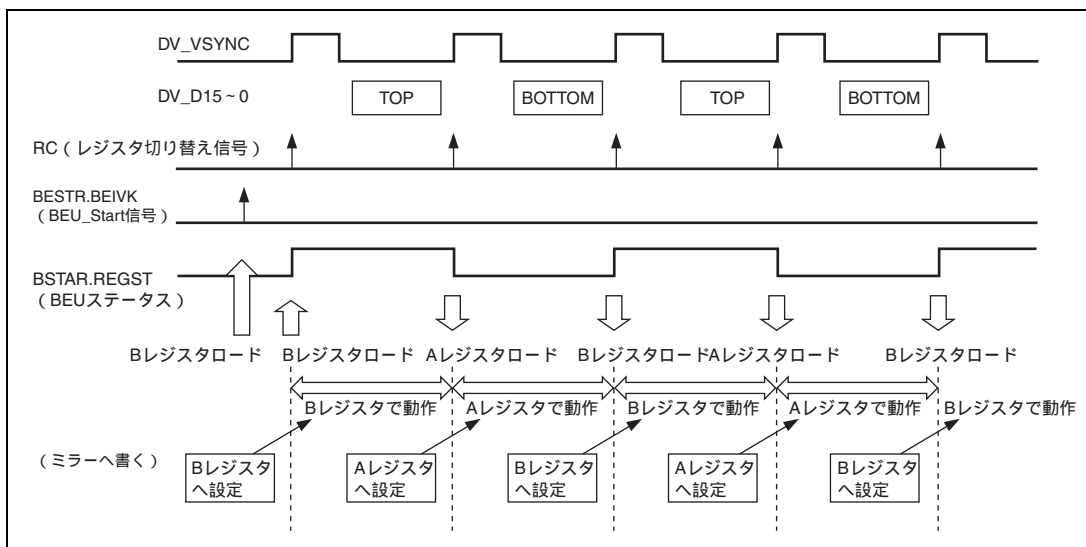 DV_VSYNC
DV_D15~0
TOP
BOTTOM
TOP
BOTTOM
RC(レジスタ切り替え信号)
BESTR.BEIVK
(BEU_Start信号)
BSTAR.REGST
(BEUステータス)
Bレジスタロード
Bレジスタロード
Aレジスタロード
Bレジスタロード
Aレジスタロード
Bレジスタロード
Bレジスタで動作
Aレジスタで動作
Bレジスタで動作
Aレジスタで動作
Bレジスタで動作
(ミラーへ書く)
Bレジスタ
へ設定
Aレジスタ
へ設定
Bレジスタ
へ設定
Aレジスタ
へ設定
Bレジスタ
へ設定